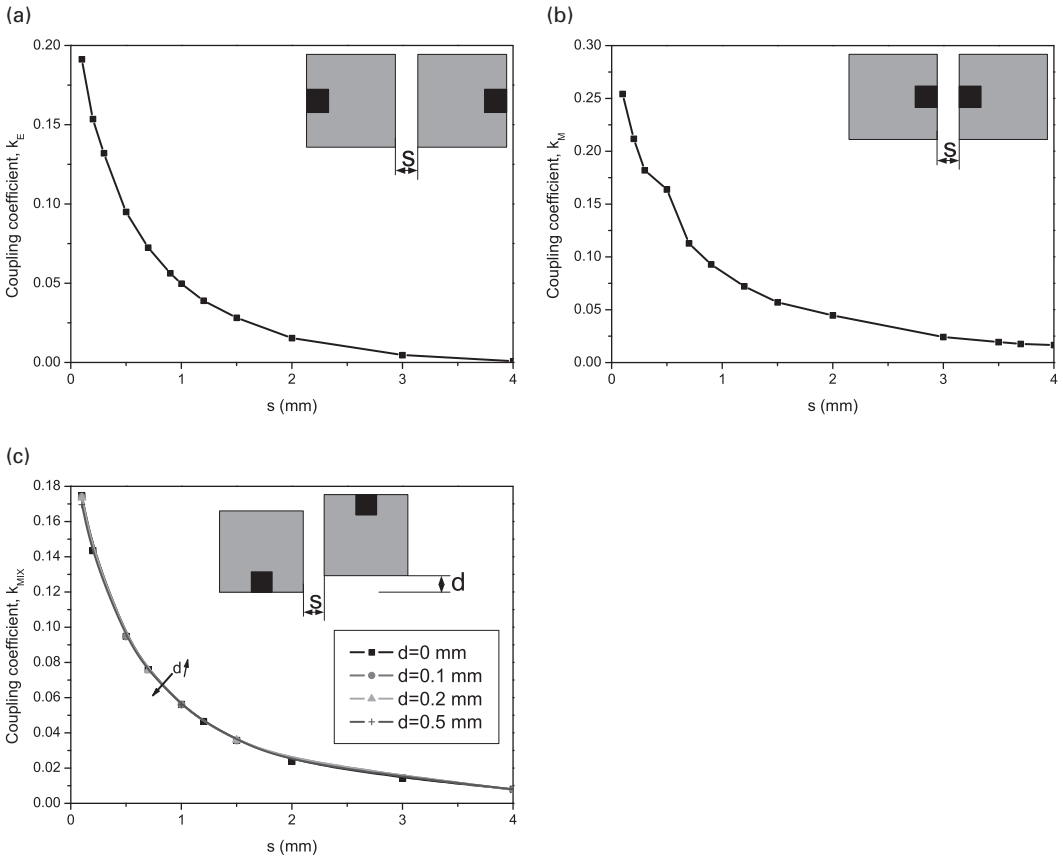 (a)
0.20
0.15
0.10
0.05
0.00
Coupling coefficient, kE
0
1
2
3
4
s (mm)
S
(b)
0.30
0.25
0.20
0.15
0.10
0.05
0.00
Coupling coefficient, kM
0
1
2
3
4
s (mm)
S
(c)
0.18
0.16
0.14
0.12
0.10
0.08
0.06
0.04
0.02
0.00
Coupling coefficient, kMIX
0
1
2
3
4
s (mm)
S
d
d
d=0 mm
d=0.1 mm
d=0.2 mm
d=0.5 mm